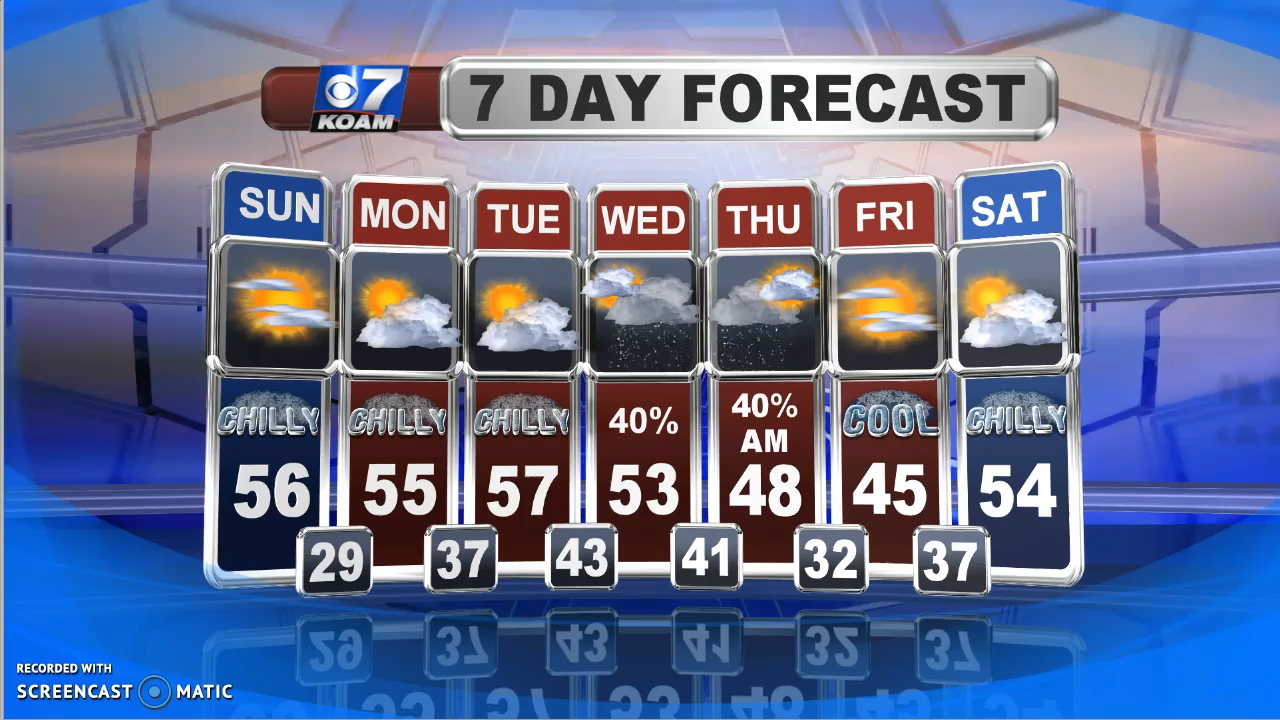 7
KOAM
7 DAY FORECAST
SUN MON TUE WED THU FRI SAT
CHILLY CHILLY CHILLY 40% 40% AM COOL CHILLY
56 55 57 53 48 45 54
29 37 43 41 32 37
RECORDED WITH
SCREENCAST MATIC